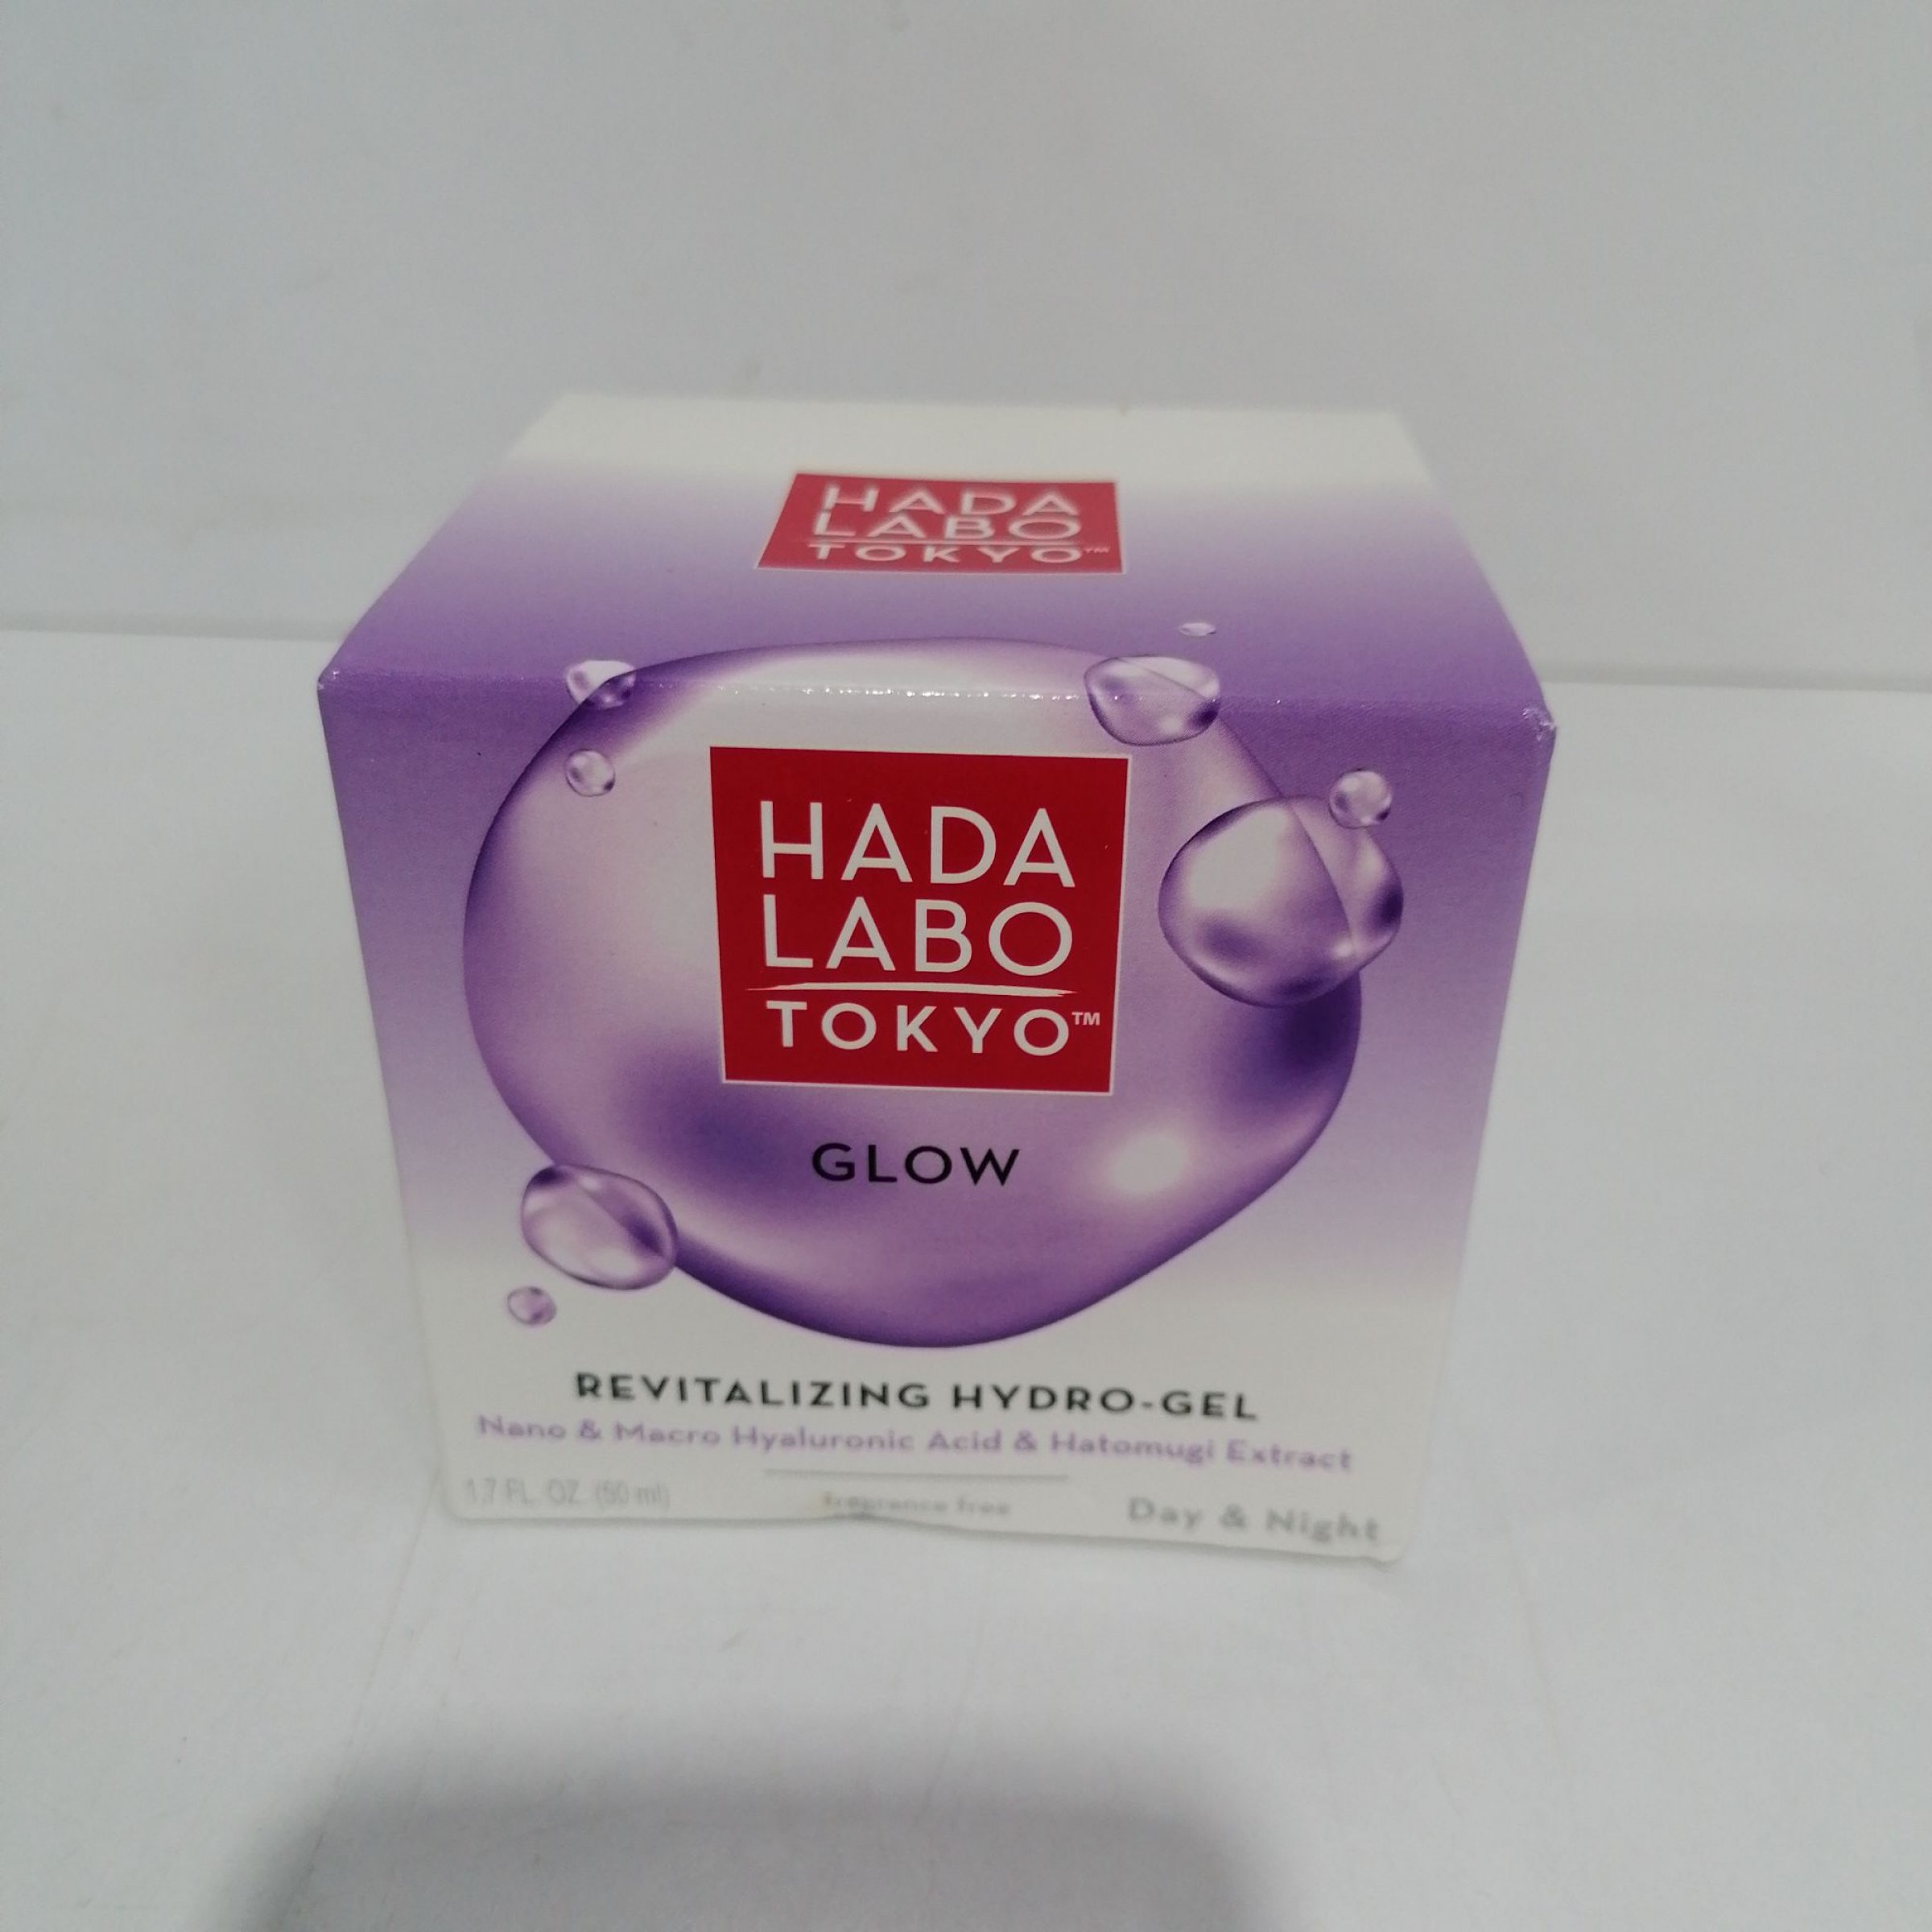 HADA
LABO
TOKYO™
HADA
LABO
TOKYO™
GLOW
REVITALIZING HYDRO-GEL
Nano & Macro Hyaluronic Acid & Hatomugi Extract
1.7 FL. OZ. (50 ml)
fragrance free
Day & Night